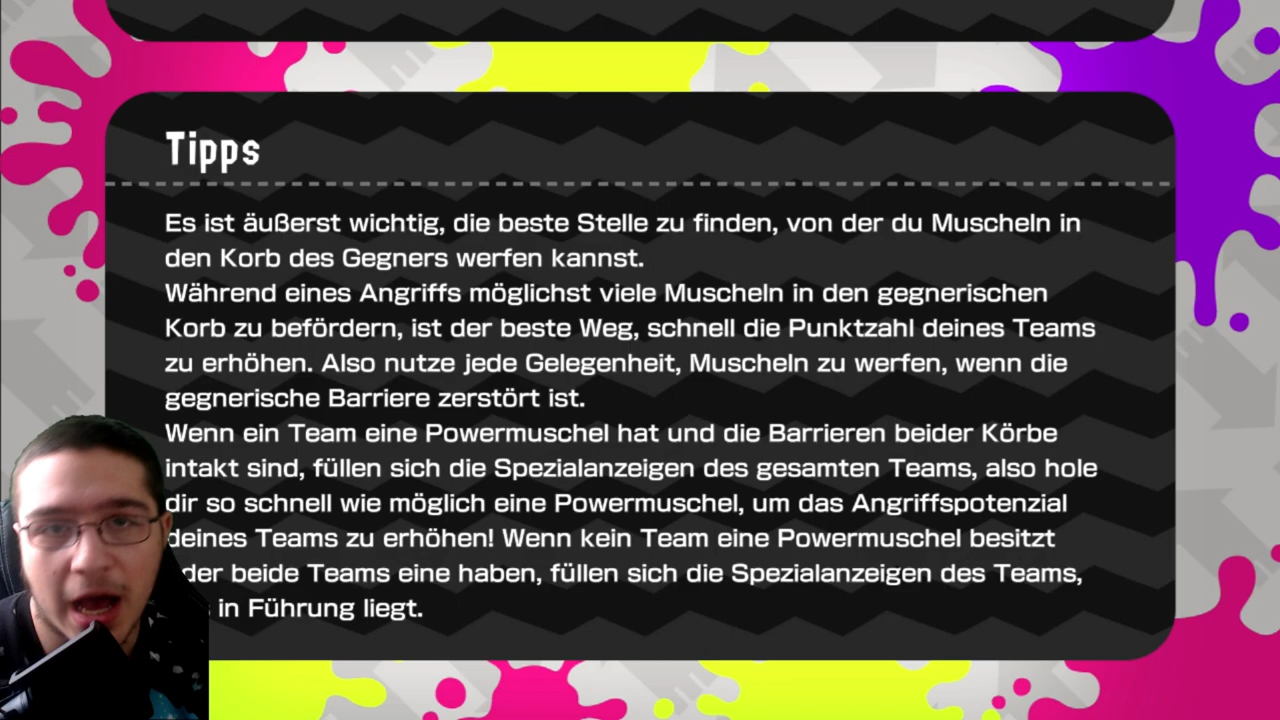 Tipps
Es ist äußerst wichtig, die beste Stelle zu finden, von der du Muscheln in
den Korb des Gegners werfen kannst.
Während eines Angriffs möglichst viele Muscheln in den gegnerischen
Korb zu befördern, ist der beste Weg, schnell die Punktzahl deines Teams
zu erhöhen. Also nutze jede Gelegenheit, Muscheln zu werfen, wenn die
gegnerische Barriere zerstört ist.
Wenn ein Team eine Powermuschel hat und die Barrieren beider Körbe
intakt sind, füllen sich die Spezialanzeigen des gesamten Teams, also hole
dir so schnell wie möglich eine Powermuschel, um das Angriffspotenzial
deines Teams zu erhöhen! Wenn kein Team eine Powermuschel besitzt
der beide Teams eine haben, füllen sich die Spezialanzeigen des Teams,
in Führung liegt.